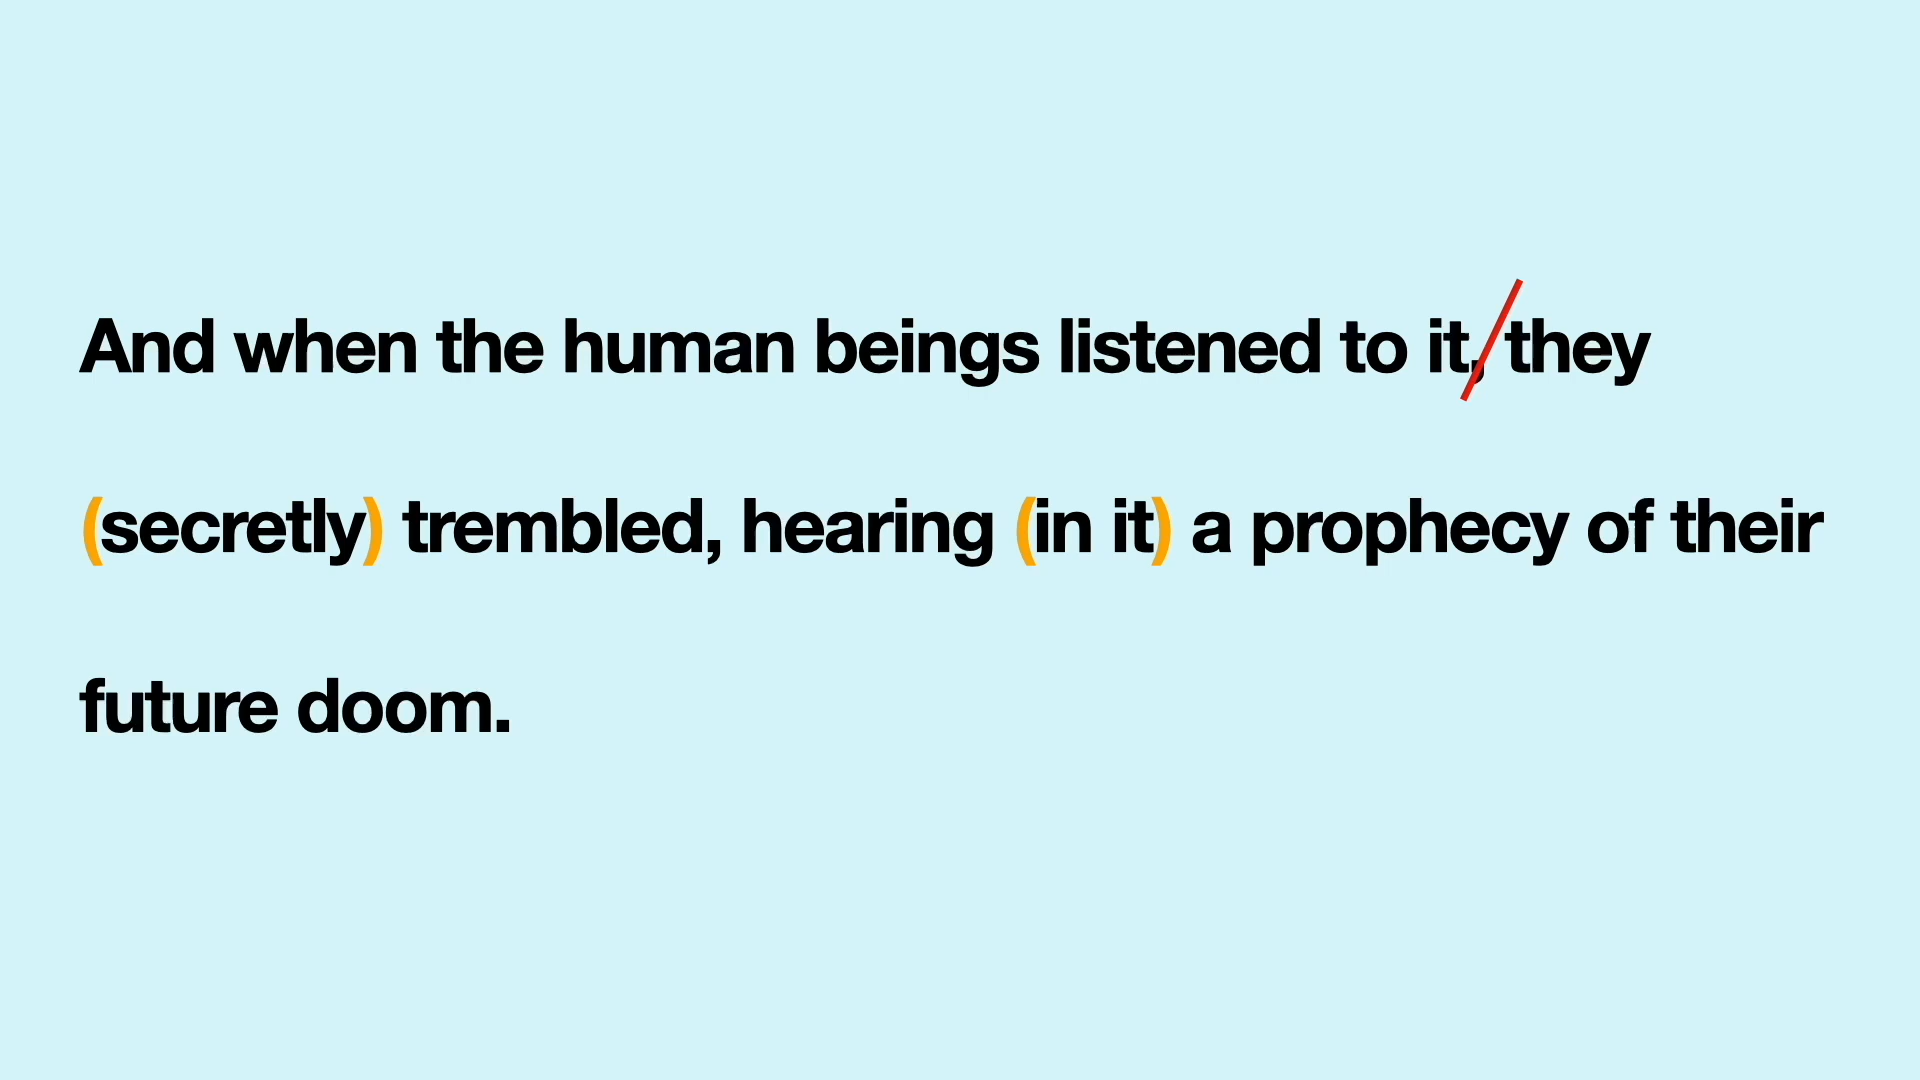 And when the human beings listened to it, they
(secretly) trembled, hearing (in it) a prophecy of their
future doom.